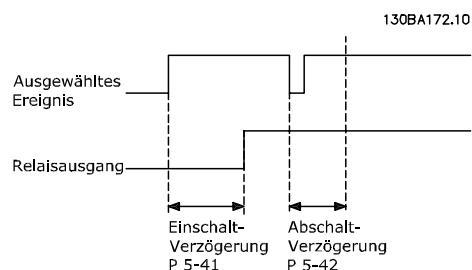 130BA172.10
Ausgewähltes
Ereignis
Relaisausgang
Einschalt-
Verzögerung
P 5-41
Abschalt-
Verzögerung
P 5-42